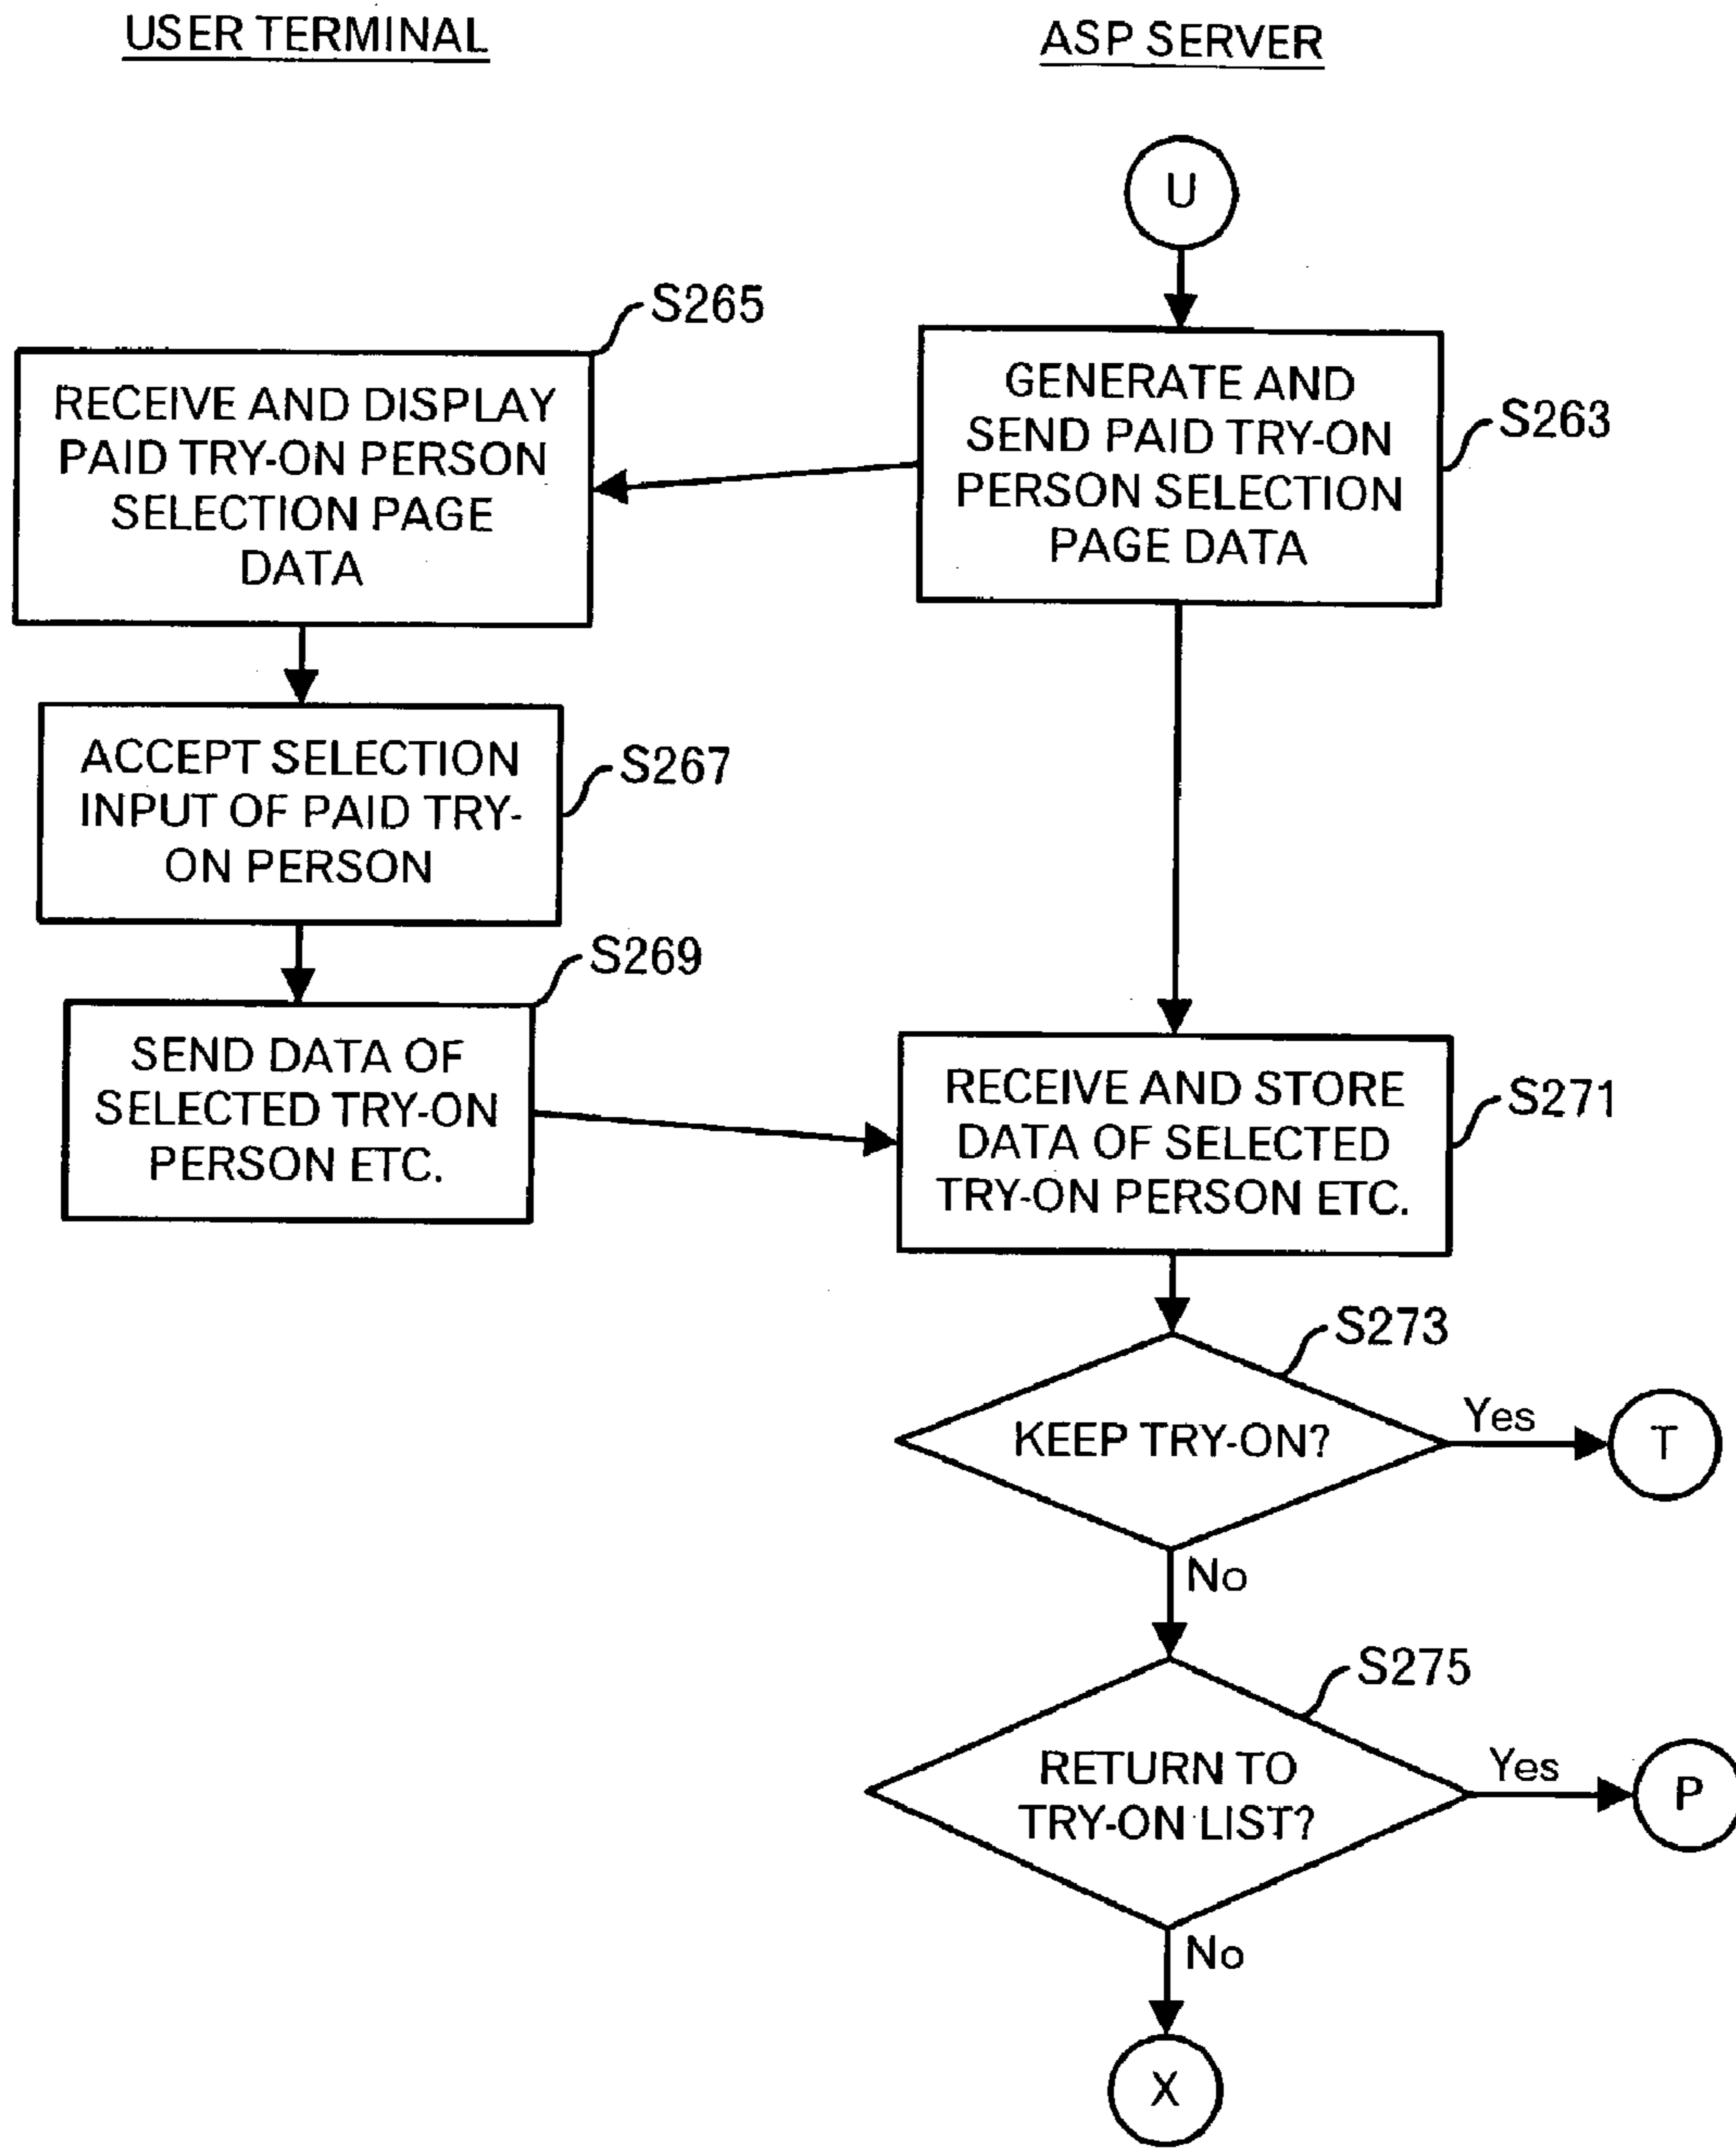 USER TERMINAL
ASP SERVER
U
S265
RECEIVE AND DISPLAY
PAID TRY-ON PERSON
SELECTION PAGE
DATA
GENERATE AND
SEND PAID TRY-ON
PERSON SELECTION
PAGE DATA
S263
ACCEPT SELECTION
INPUT OF PAID TRY-
ON PERSON
S267
S269
SEND DATA OF
SELECTED TRY-ON
PERSON ETC.
RECEIVE AND STORE
DATA OF SELECTED
TRY-ON PERSON ETC.
S271
S273
KEEP TRY-ON?
Yes
T
No
S275
RETURN TO
TRY-ON LIST?
Yes
P
No
X